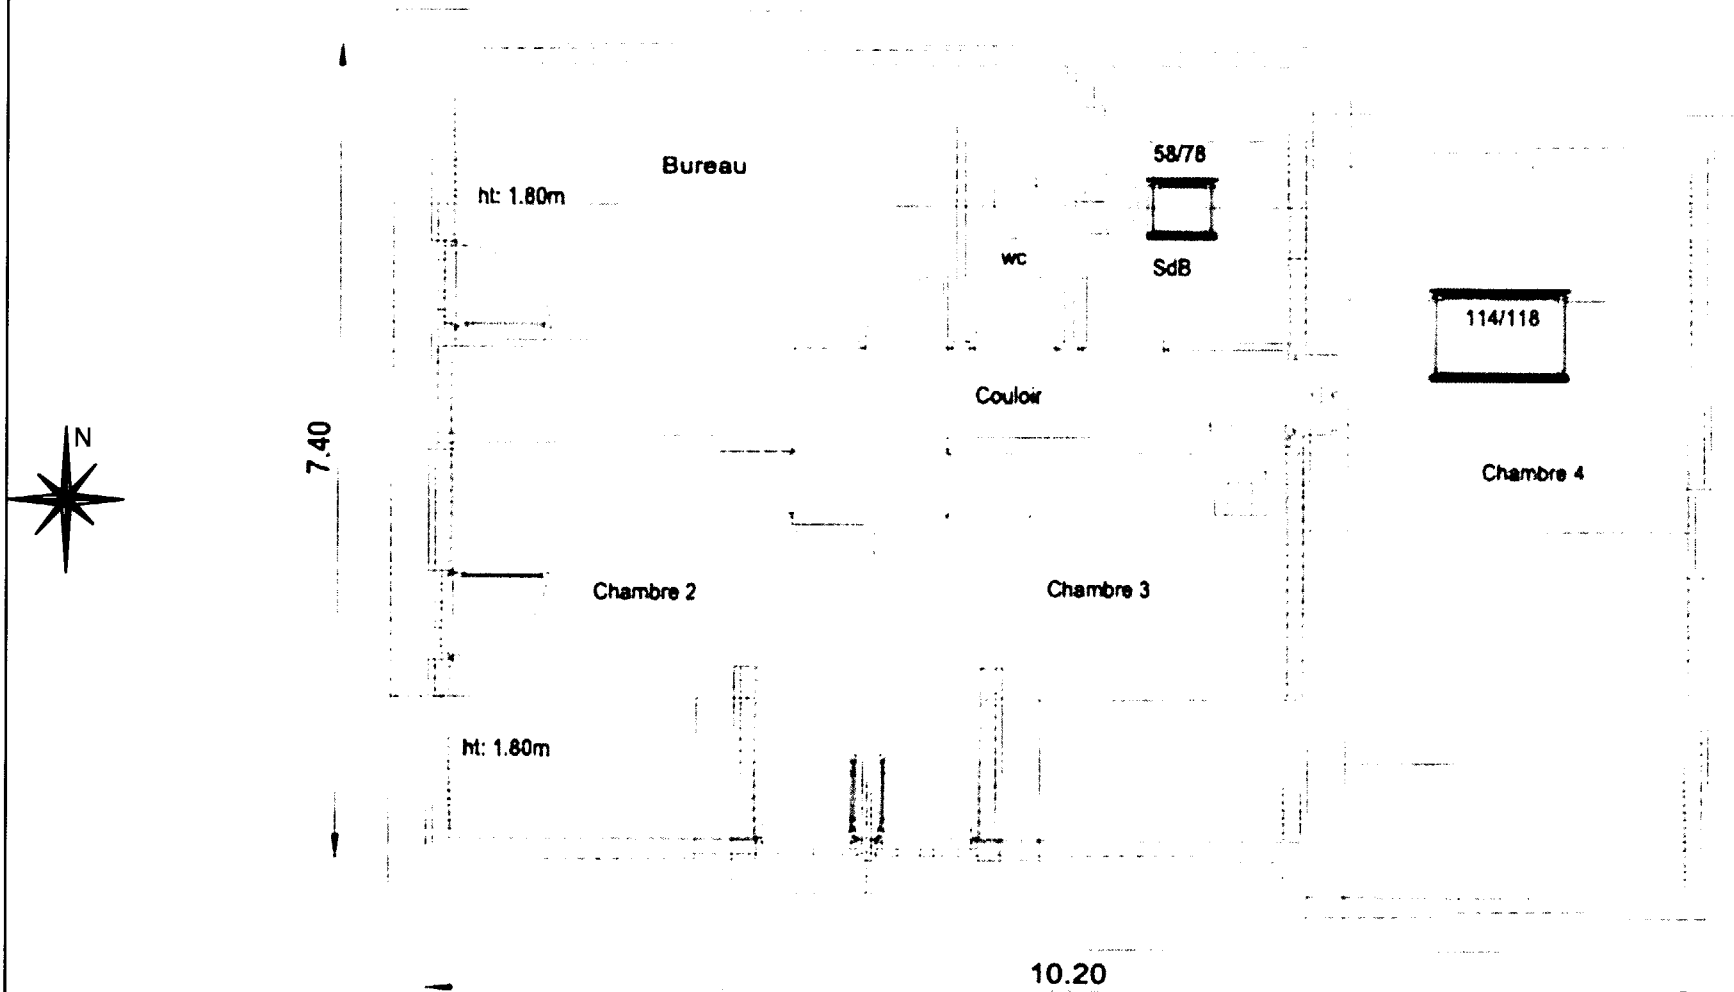 Bureau
58/78
ht: 1.80m
wc
SdB
114/118
Couloir
N
7.40
Chambre 4
Chambre 2
Chambre 3
ht: 1.80m
10.20